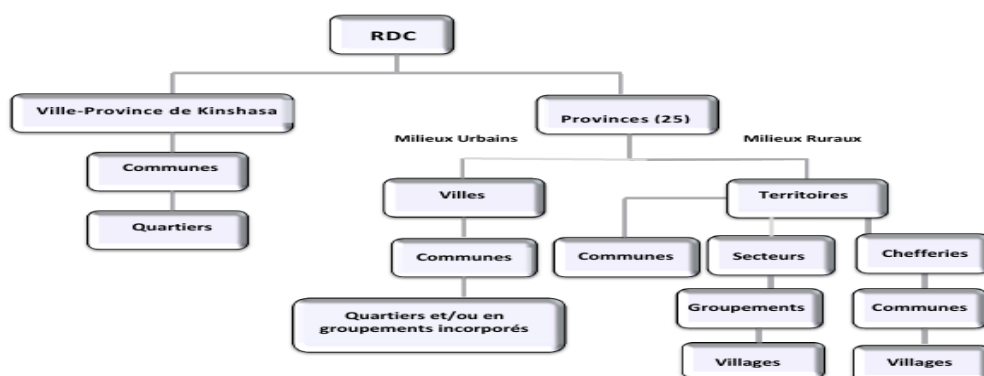 RDC
Ville-Province de Kinshasa
Provinces (25)
Milieux Urbains
Milieux Ruraux
Communes
Villes
Territoires
Quartiers
Communes
Communes
Secteurs
Chefferies
Quartiers et/ou en
groupements incorporés
Groupements
Communes
Villages
Villages